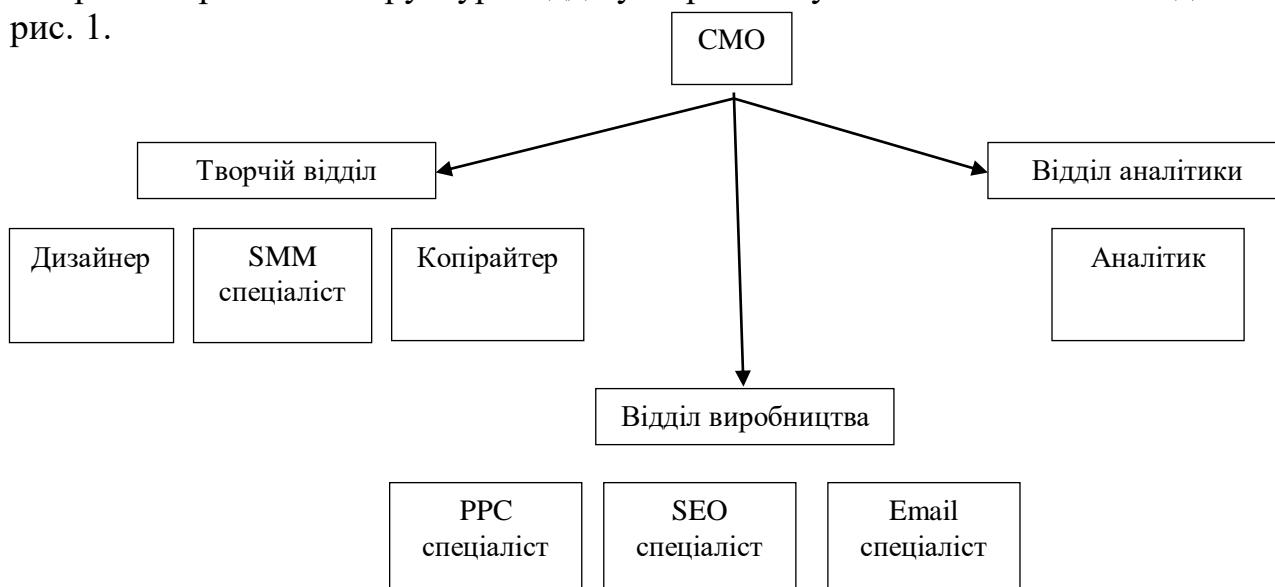 рис. 1.
СМО
Творчій відділ
Відділ аналітики
Дизайнер
SMM
спеціаліст
Копірайтер
Аналітик
Відділ виробництва
PPC
спеціаліст
SEO
спеціаліст
Email
спеціаліст